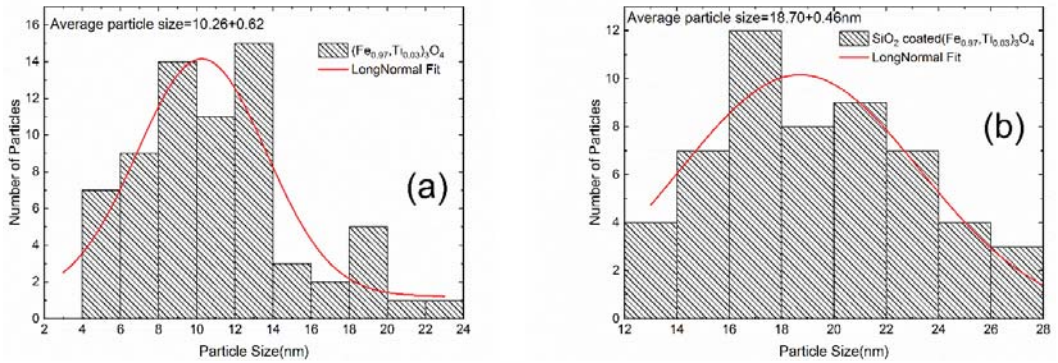 Average particle size=10.26+0.62
(Fe0.97,Ti0.03)3O4
LongNormal Fit
(a)
Number of Particles
16
14
12
10
8
6
4
2
0
2 4 6 8 10 12 14 16 18 20 22 24
Particle Size(nm)
Average particle size=18.70+0.46nm
SiO2 coated(Fe0.97,Ti0.03)3O4
LongNormal Fit
(b)
Number of Particles
12
10
8
6
4
2
0
12 14 16 18 20 22 24 26 28
Particle Size(nm)